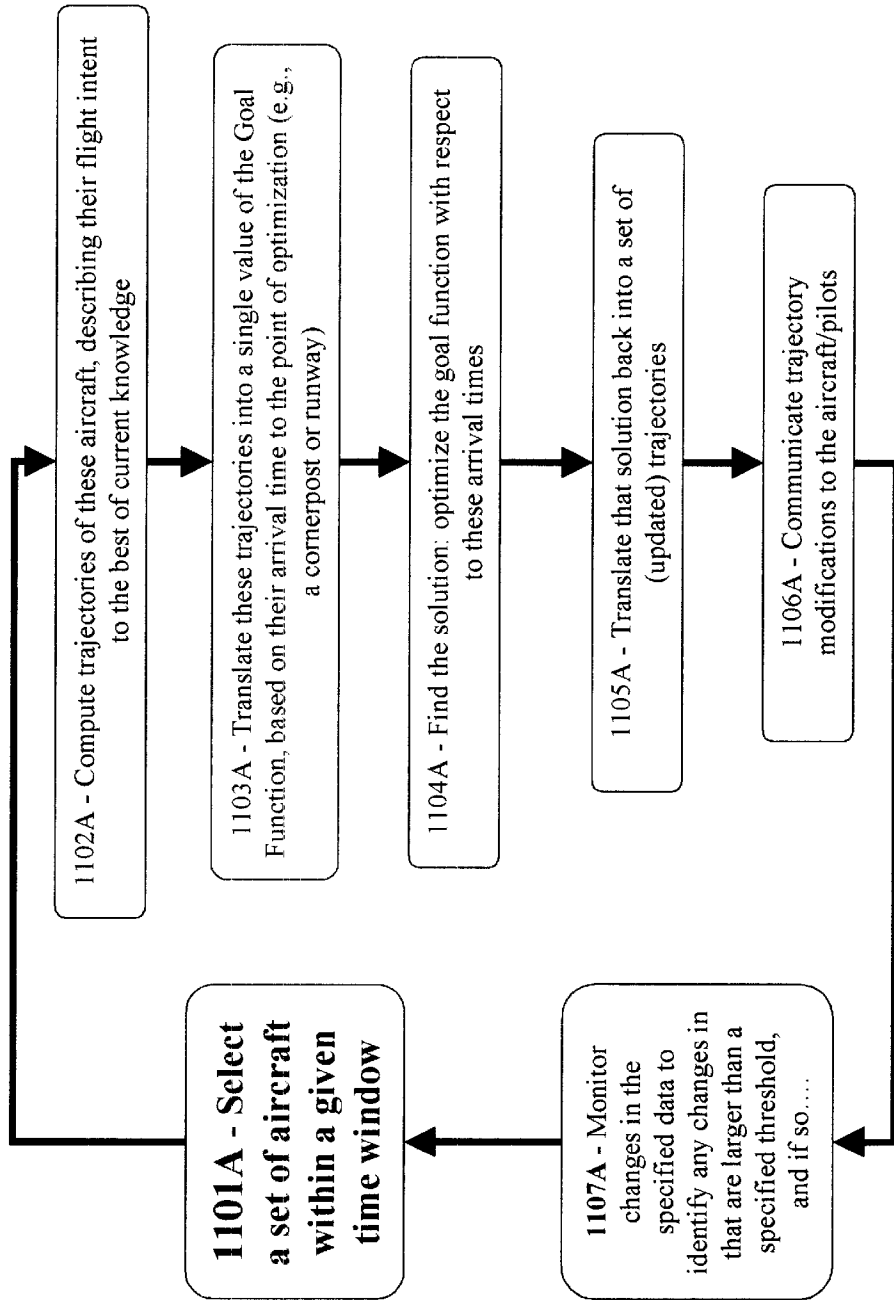 1101A - Select
a set of aircraft
within a given
time window
1102A - Compute trajectories of these aircraft, describing their flight intent
to the best of current knowledge
1103A - Translate these trajectories into a single value of the Goal
Function, based on their arrival time to the point of optimization (e.g.,
a cornerpost or runway)
1104A - Find the solution: optimize the goal function with respect
to these arrival times
1105A - Translate that solution back into a set of
(updated) trajectories
1106A - Communicate trajectory
modifications to the aircraft/pilots
1107A - Monitor
changes in the
specified data to
identify any changes in
that are larger than a
specified threshold,
and if so....